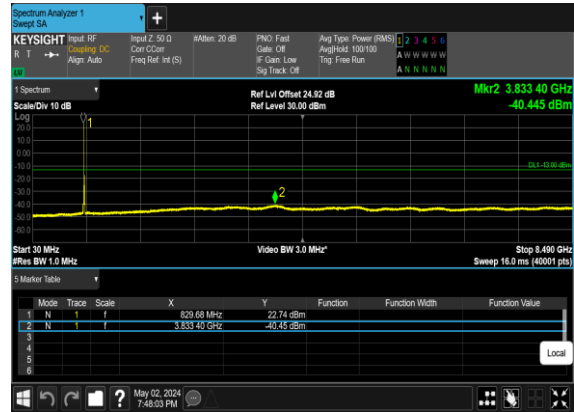 Spectrum Analyzer 1
Swept SA
+
KEYSIGHT Input: RF Input Z: 50 Ω #Atten: 20 dB PNO: Fast Avg Type: Power (RMS) 1 2 3 4 5 6
R T Coupling: DC Corr CCorr Gate: Off Avg|Hold: 100/100 A W W W W W
Align: Auto Freq Ref: Int (S) IF Gain: Low Trig: Free Run
Sig Track: Off A N N N N N
1 Spectrum Ref Lvl Offset 24.92 dB Mkr2 3.833 40 GHz
Scale/Div 10 dB Ref Level 30.00 dBm -40.445 dBm
Log
1
20.0
10.0
0.00
-10.0
DL1 -13.00 dBm
-20.0
-30.0
2
-40.0
-50.0
-60.0
Start 30 MHz Video BW 3.0 MHz* Stop 8.490 GHz
#Res BW 1.0 MHz Sweep 16.0 ms (40001 pts)
5 Marker Table
Mode Trace Scale X Y Function Function Width Function Value
1 N 1 f 829.68 MHz 22.74 dBm
2 N 1 f 3.833 40 GHz -40.45 dBm
3
4
5
6
Local
? May 02, 2024
7:48:03 PM